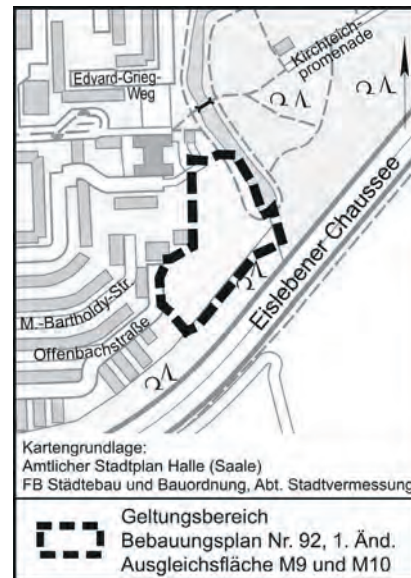 Edvard-Grieg-
Weg
Kirchteich-
promenade
Eislebener Chaussee
M.-Bartholdy-Str.
Offenbachstraße
Kartengrundlage:
Amtlicher Stadtplan Halle (Saale)
FB Städtebau und Bauordnung, Abt. Stadtvermessung
Geltungsbereich
Bebauungsplan Nr. 92, 1. Änd.
Ausgleichsfläche M9 und M10